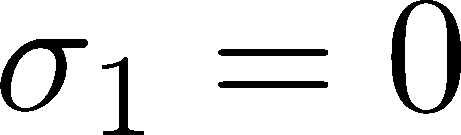 σ₁ = 0